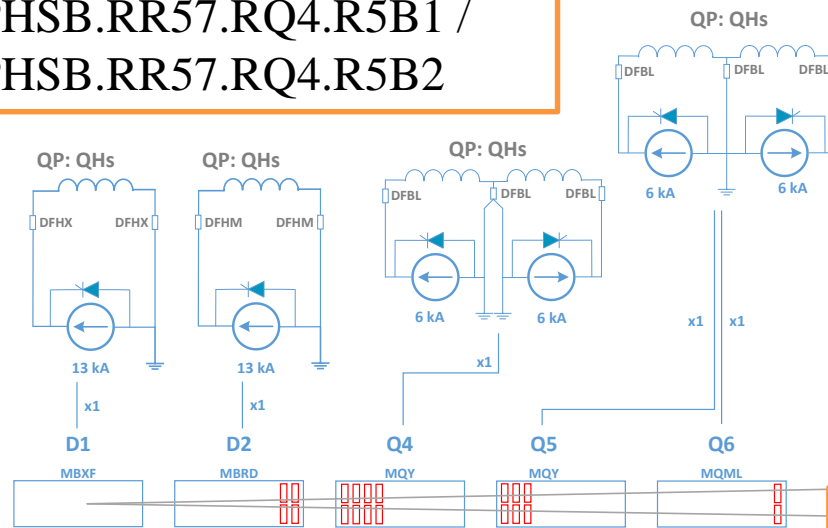 PHSB.RR57.RQ4.R5B1 /
PHSB.RR57.RQ4.R5B2
QP: QHs
DFBL DFBL DFBL
6 kA 6 kA
QP: QHs QP: QHs QP: QHs
DFBL DFBL DFBL
DFHX DFHX DFHM DFHM
6 kA 6 kA
13 kA 13 kA
x1 x1
x1
x1 x1
D1 D2 Q4 Q5 Q6
MBXF MBRD MQY MQY MQML